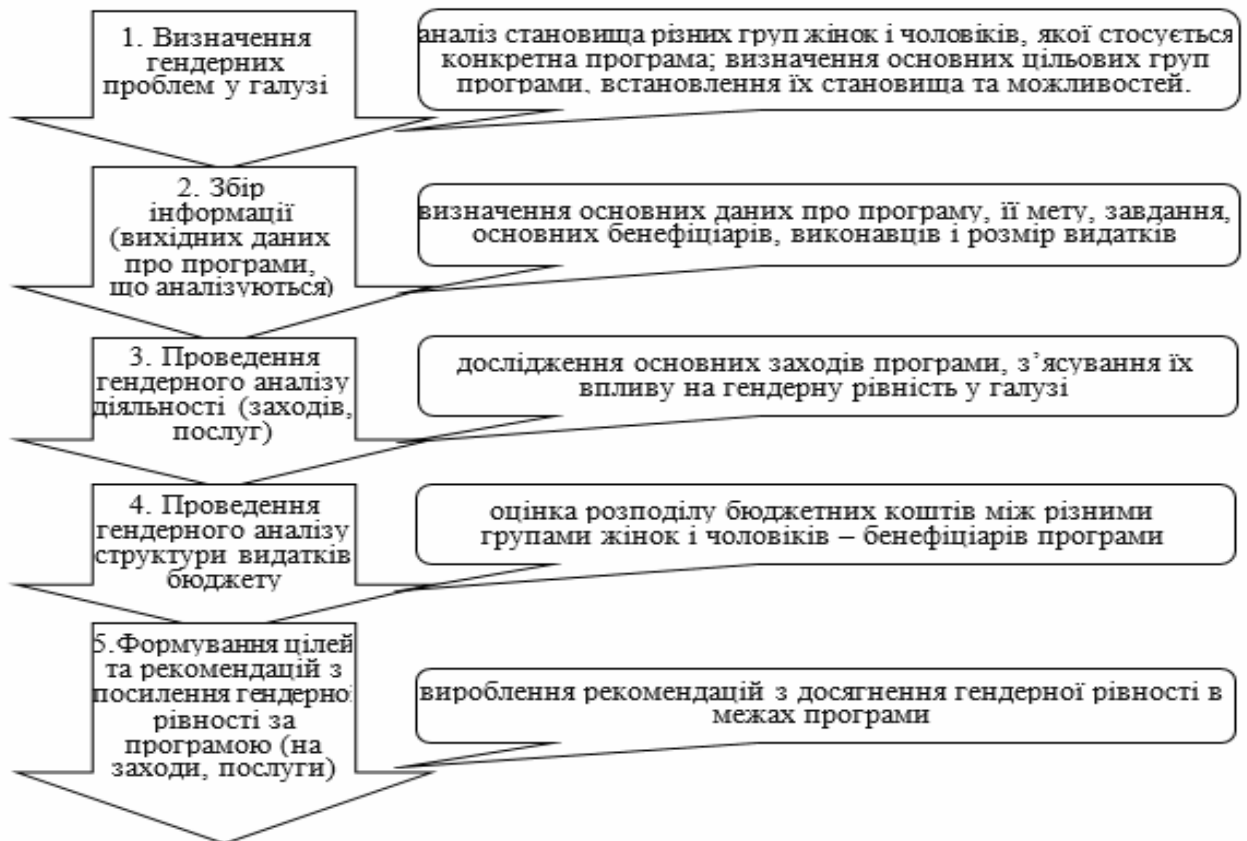 1. Визначення
гендерних
проблем у галузі
аналіз становища різних груп жінок і чоловіків, якої стосується
конкретна програма; визначення основних цільових груп
програми, встановлення їх становища та можливостей.
2. Збір
інформації
(вихідних даних
про програми,
що аналізуються)
визначення основних даних про програму, її мету, завдання,
основних бенефіціарів, виконавців і розмір видатків
3. Проведення
гендерного аналізу
діяльності (заходів,
послуг)
дослідження основних заходів програми, з’ясування їх
впливу на гендерну рівність у галузі
4. Проведення
гендерного аналізу
структури видатків
бюджету
оцінка розподілу бюджетних коштів між різними
групами жінок і чоловіків – бенефіціарів програми
5.Формування цілей
та рекомендацій з
посилення гендерної
рівності за
програмою (на
заходи, послуги)
вироблення рекомендацій з досягнення гендерної рівності в
межах програми